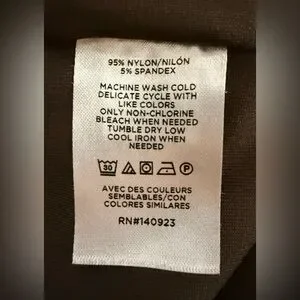 95% NYLON/NILÓN
5% SPANDEX
MACHINE WASH COLD
DELICATE CYCLE WITH
LIKE COLORS
ONLY NON-CHLORINE
BLEACH WHEN NEEDED
TUMBLE DRY LOW
COOL IRON WHEN
NEEDED
30 P
AVEC DES COULEURS
SEMBLABLES/CON
COLORES SIMILARES
RN#140923